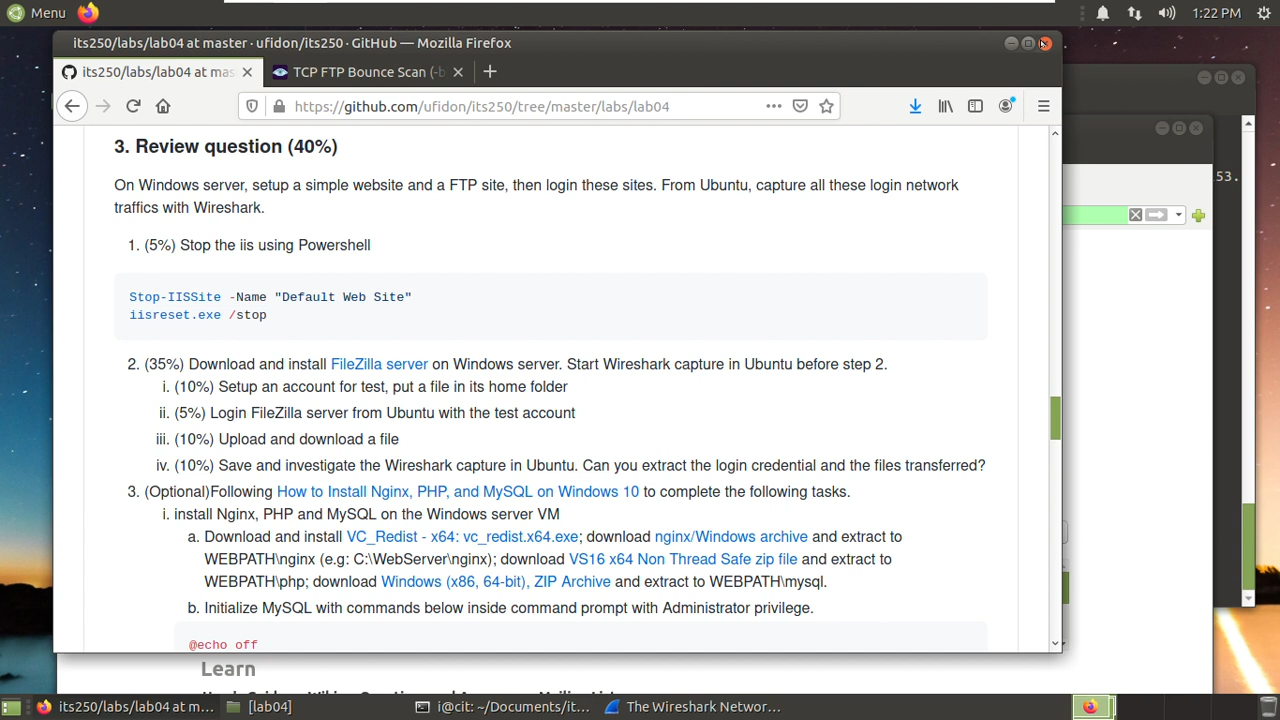 Menu
1:22 PM
its250/labs/lab04 at master · ufidon/its250 · GitHub — Mozilla Firefox
its250/labs/lab04 at mas
TCP FTP Bounce Scan (-b
https://github.com/ufidon/its250/tree/master/labs/lab04
3. Review question (40%)
On Windows server, setup a simple website and a FTP site, then login these sites. From Ubuntu, capture all these login network
traffics with Wireshark.
1. (5%) Stop the iis using Powershell
Stop-IISSite -Name "Default Web Site"
iisreset.exe /stop
2. (35%) Download and install FileZilla server on Windows server. Start Wireshark capture in Ubuntu before step 2.
i. (10%) Setup an account for test, put a file in its home folder
ii. (5%) Login FileZilla server from Ubuntu with the test account
iii. (10%) Upload and download a file
iv. (10%) Save and investigate the Wireshark capture in Ubuntu. Can you extract the login credential and the files transferred?
3. (Optional)Following How to Install Nginx, PHP, and MySQL on Windows 10 to complete the following tasks.
i. install Nginx, PHP and MySQL on the Windows server VM
a. Download and install VC_Redist - x64: vc_redist.x64.exe; download nginx/Windows archive and extract to
WEBPATH\nginx (e.g: C:\WebServer\nginx); download VS16 x64 Non Thread Safe zip file and extract to
WEBPATH\php; download Windows (x86, 64-bit), ZIP Archive and extract to WEBPATH\mysql.
b. Initialize MySQL with commands below inside command prompt with Administrator privilege.
@echo off
53.
Learn
its250/labs/lab04 at m...
[lab04]
i@cit: ~/Documents/it...
The Wireshark Networ...